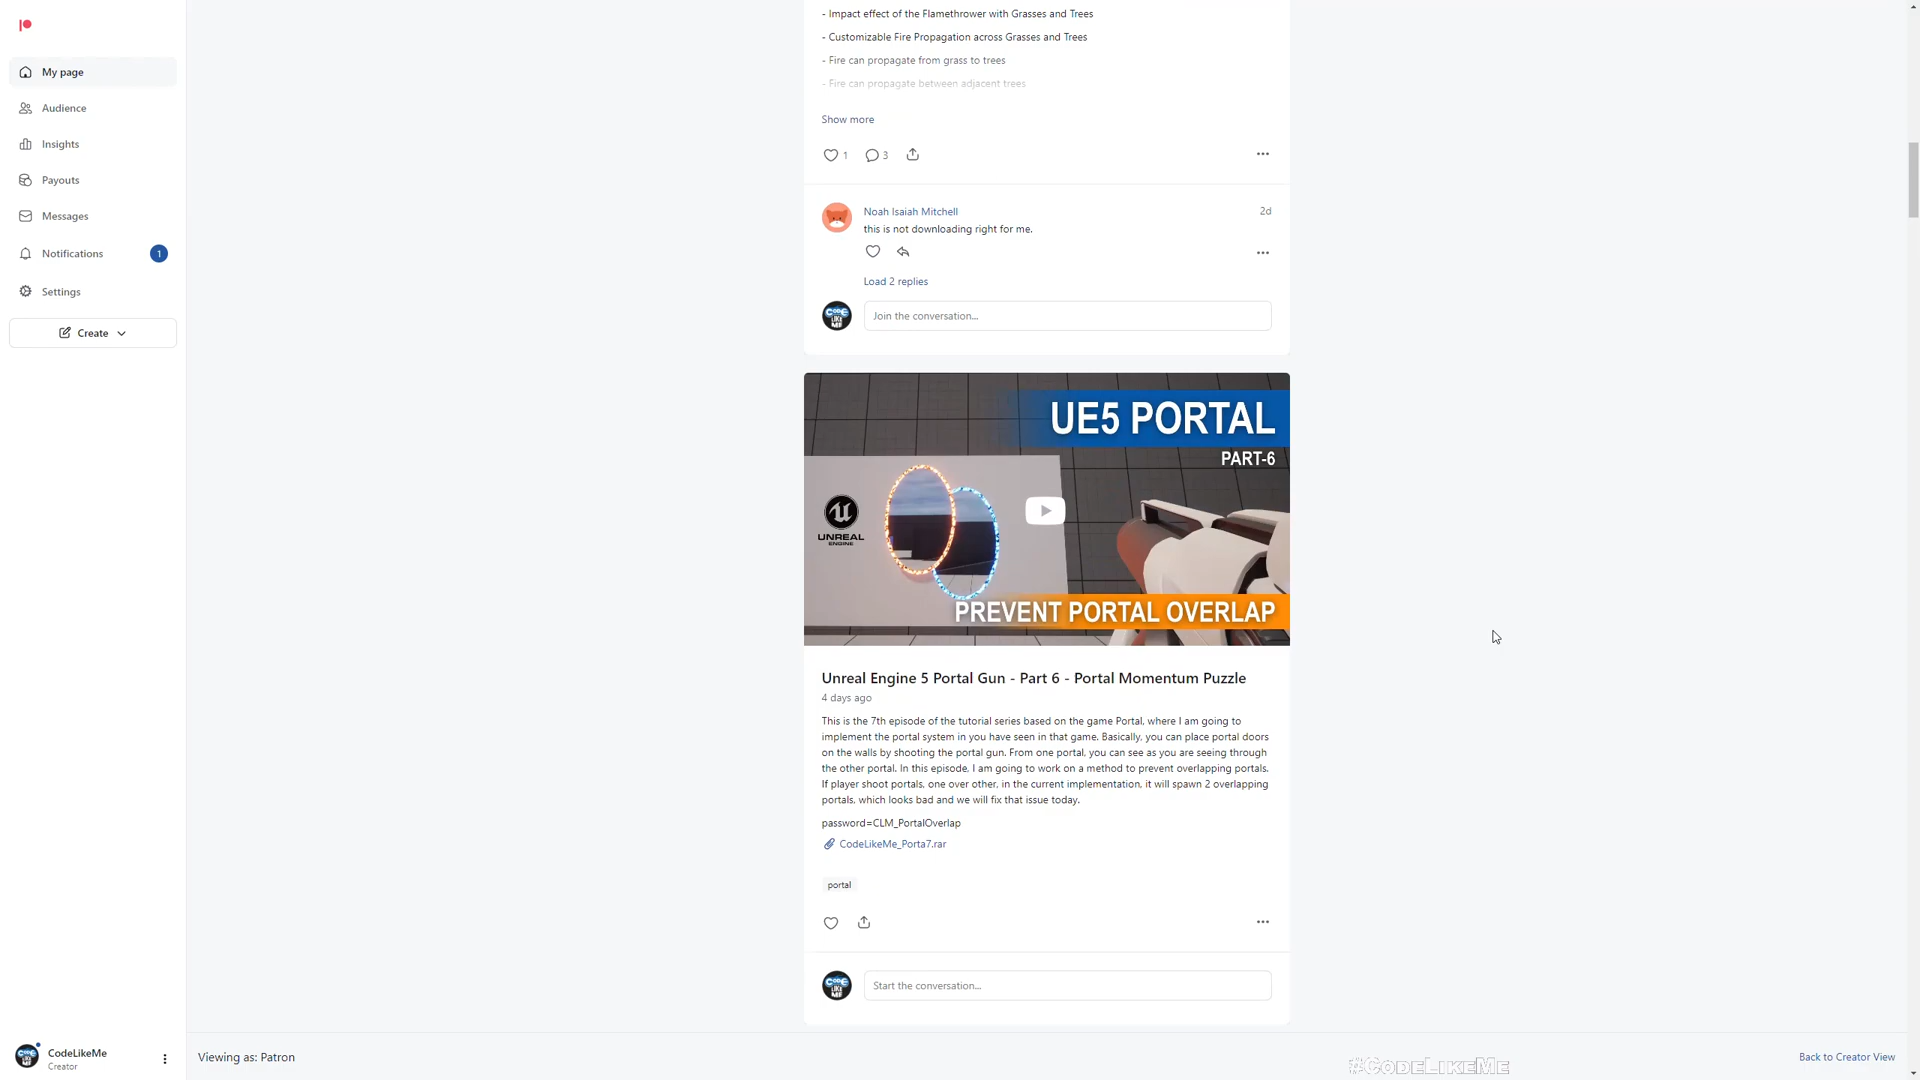 My page
Audience
Insights
Payouts
Messages
Notifications 1
Settings
Create
- Impact effect of the Flamethrower with Grasses and Trees
- Customizable Fire Propagation across Grasses and Trees
- Fire can propagate from grass to trees
- Fire can propagate between adjacent trees
Show more
1 3
Noah Isaiah Mitchell 2d
this is not downloading right for me.
Load 2 replies
Join the conversation...
UE5 PORTAL
PART-6
UNREAL
ENGINE
PREVENT PORTAL OVERLAP
Unreal Engine 5 Portal Gun - Part 6 - Portal Momentum Puzzle
4 days ago
This is the 7th episode of the tutorial series based on the game Portal, where I am going to
implement the portal system in you have seen in that game. Basically, you can place portal doors
on the walls by shooting the portal gun. From one portal, you can see as you are seeing through
the other portal. In this episode, I am going to work on a method to prevent overlapping portals.
If player shoot portals, one over other, in the current implementation, it will spawn 2 overlapping
portals, which looks bad and we will fix that issue today.
password=CLM_PortalOverlap
CodeLikeMe_Porta7.rar
portal
Start the conversation...
CodeLikeMe
Creator
Viewing as: Patron
#CodeLikeMe
Back to Creator View